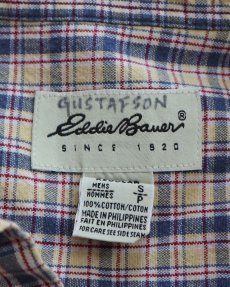 GUSTAFSON
Eddie Bauer
SINCE 1920
MENS S
HOMMES P
100% COTTON/COTON
MADE IN PHILIPPINES
FAIT EN PHILIPPINES
FOR CARE SEE SIDE SEAM